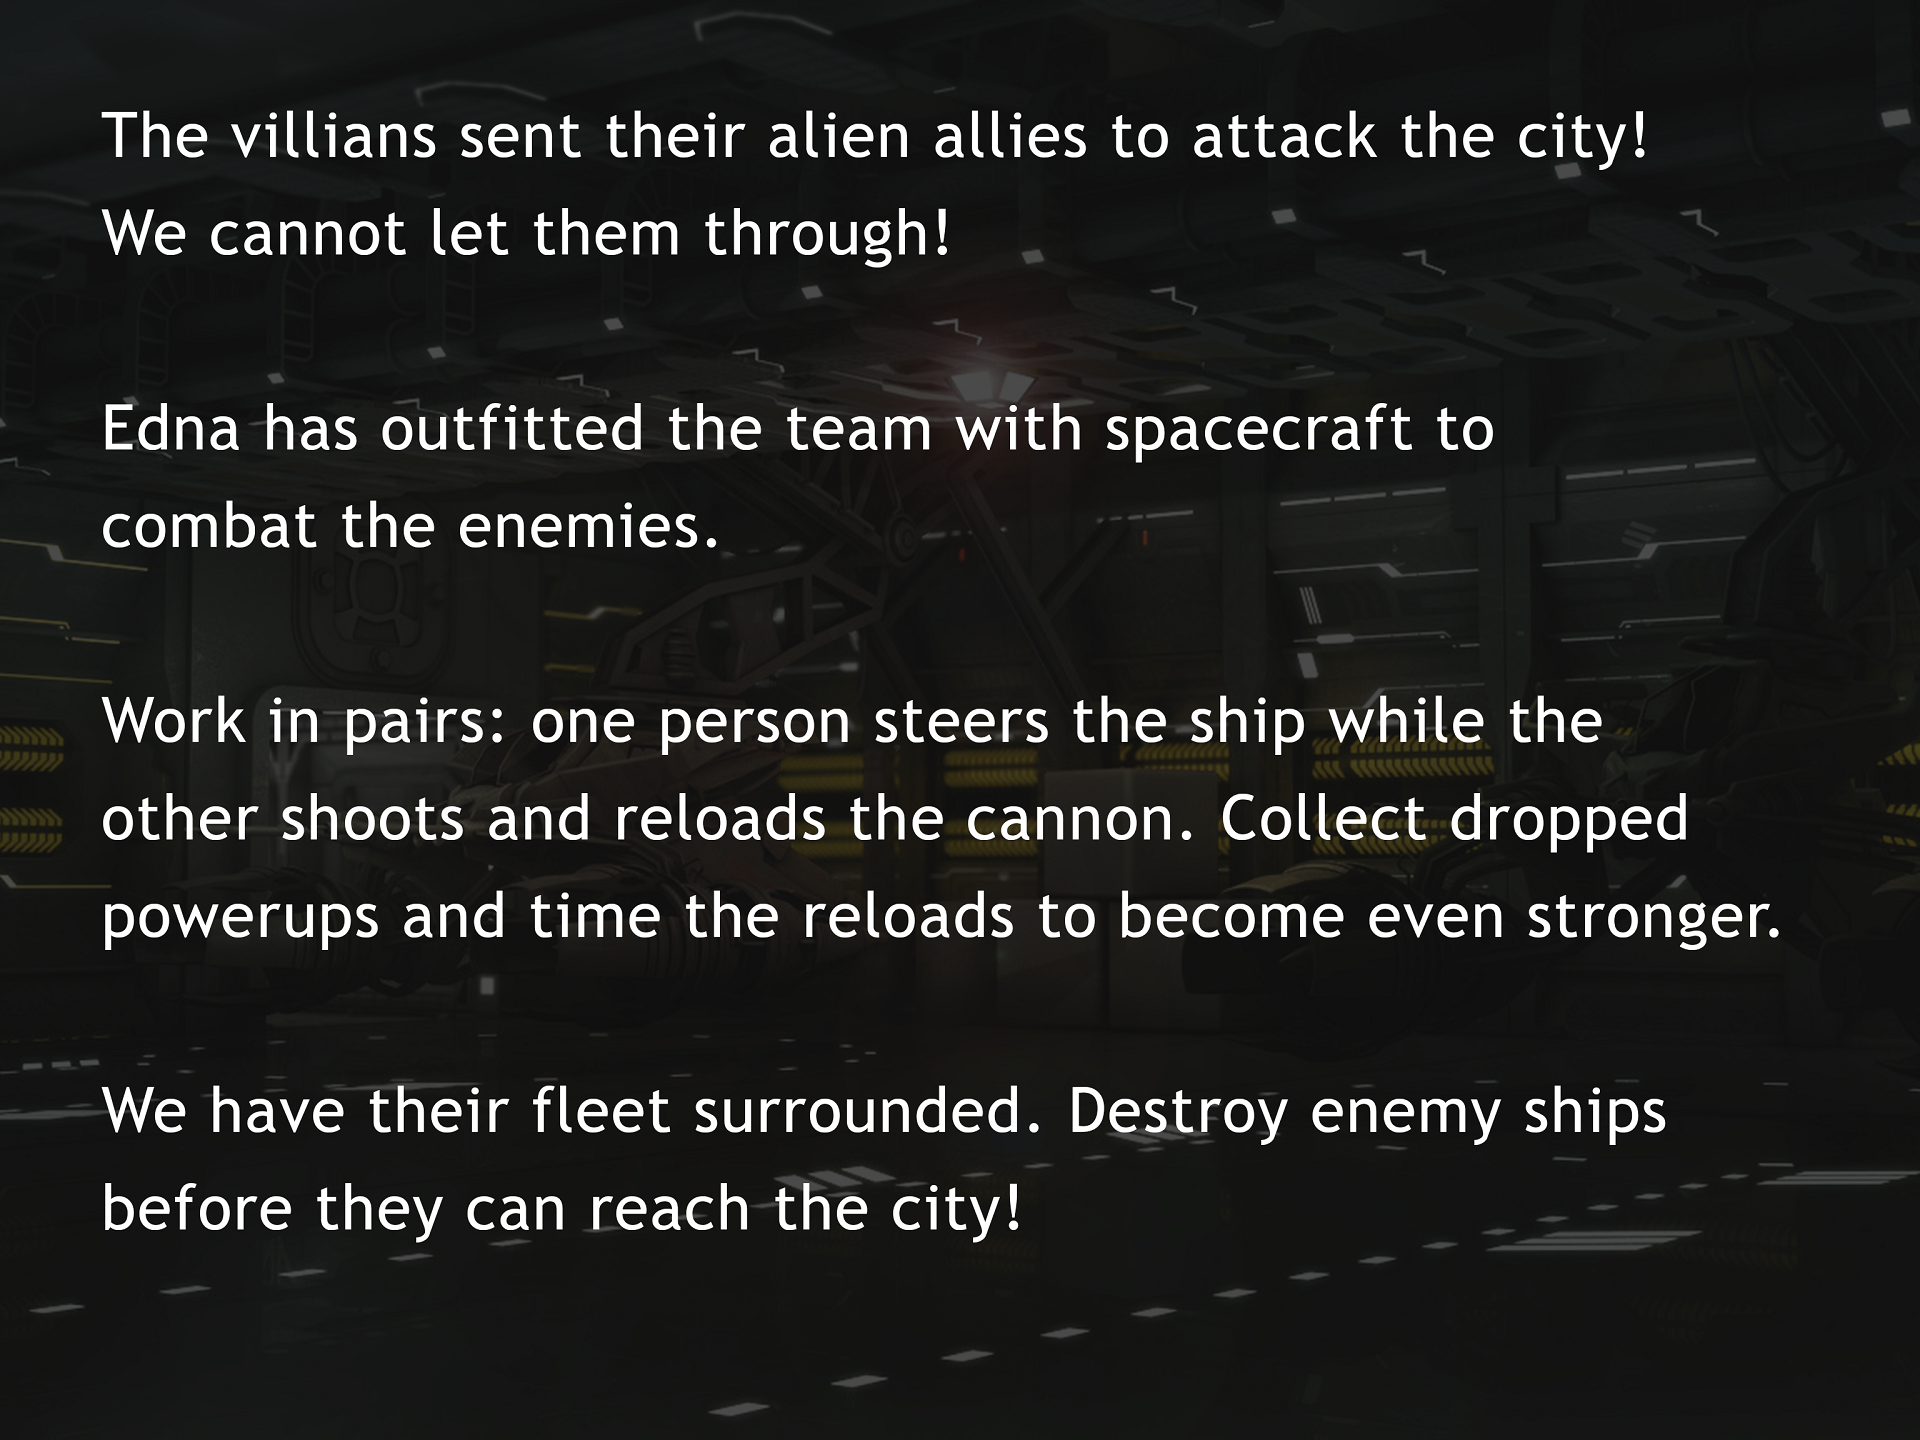 The villians sent their alien allies to attack the city!
We cannot let them through!
Edna has outfitted the team with spacecraft to
combat the enemies.
Work in pairs: one person steers the ship while the
other shoots and reloads the cannon. Collect dropped
powerups and time the reloads to become even stronger.
We have their fleet surrounded. Destroy enemy ships
before they can reach the city!